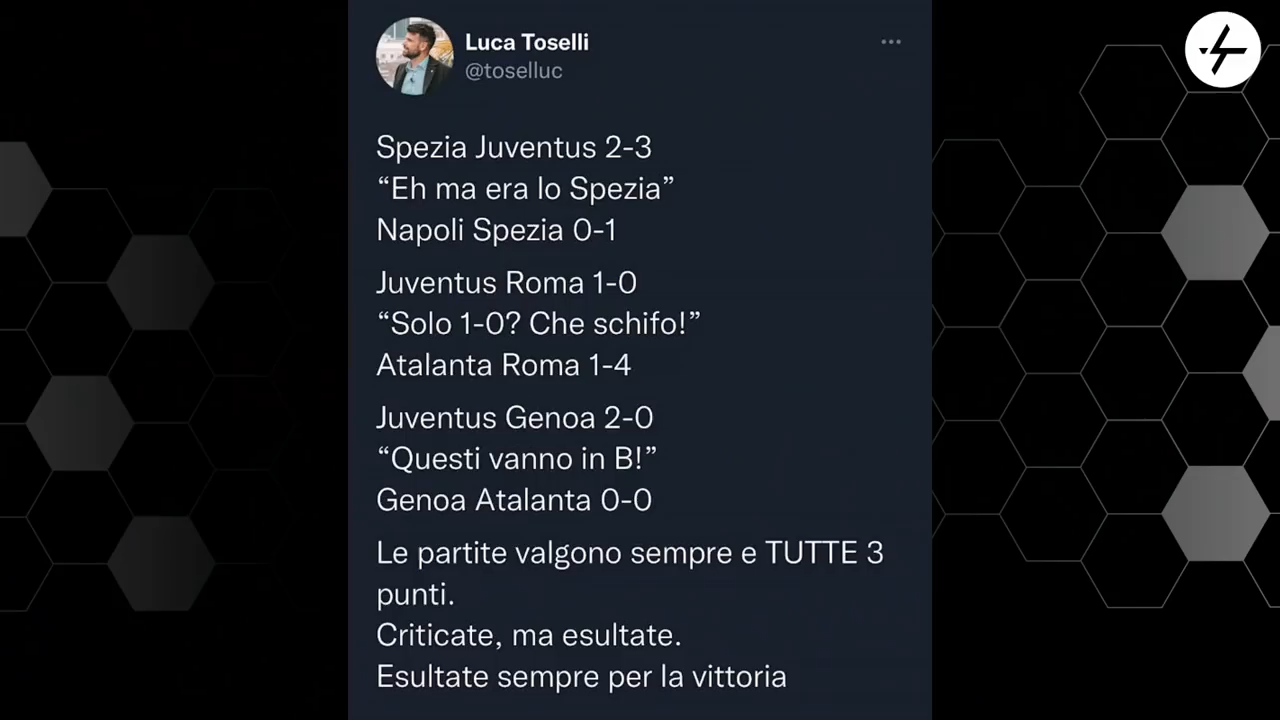 Luca Toselli
@toselluc
Spezia Juventus 2-3
“Eh ma era lo Spezia”
Napoli Spezia 0-1
Juventus Roma 1-0
“Solo 1-0? Che schifo!”
Atalanta Roma 1-4
Juventus Genoa 2-0
“Questi vanno in B!”
Genoa Atalanta 0-0
Le partite valgono sempre e TUTTE 3
punti.
Criticate, ma esultate.
Esultate sempre per la vittoria